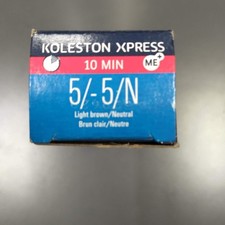 KOLESTON XPRESS
10 MIN
ME+
5/- 5/N
Light brown/Neutral
Brun clair/Neutre